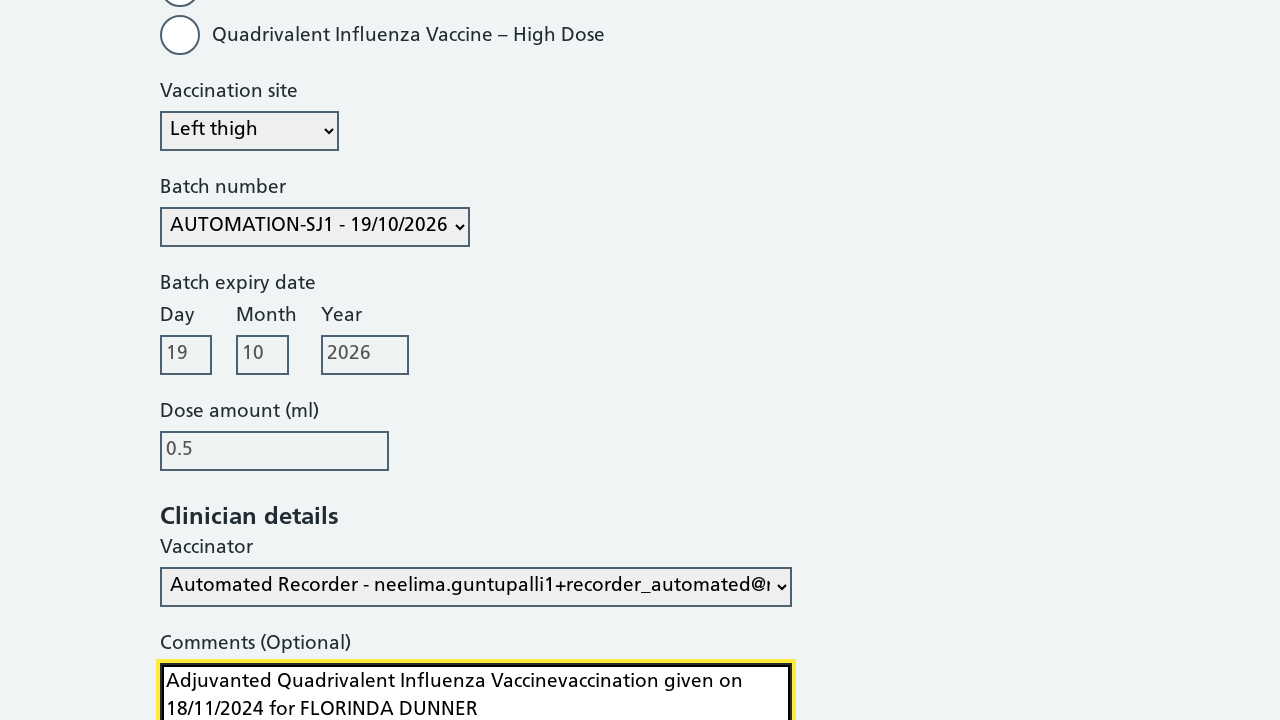 Quadrivalent Influenza Vaccine – High Dose
Vaccination site
Left thigh
Batch number
AUTOMATION-SJ1 - 19/10/2026
Batch expiry date
Day Month Year
19 10 2026
Dose amount (ml)
0.5
Clinician details
Vaccinator
Automated Recorder - neelima.guntupalli1+recorder_automated@
Comments (Optional)
Adjuvanted Quadrivalent Influenza Vaccinevaccination given on
18/11/2024 for FLORINDA DUNNER